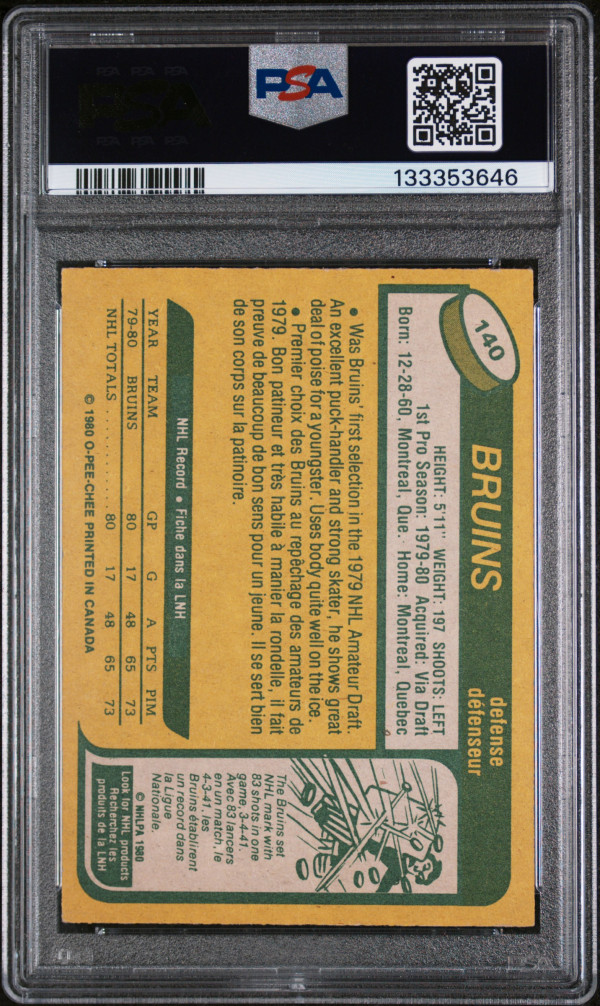 PSA
133353646
140
BRUINS
defense
défenseur
HEIGHT: 5'11" WEIGHT: 197 SHOOTS: LEFT
1st Pro Season: 1979-80 Acquired: Via Draft
Born: 12-28-60, Montreal, Que. Home: Montreal, Quebec
• Was Bruins' first selection in the 1979 NHL Amateur Draft.
An excellent puck-handler and strong skater, he shows great
deal of poise for a youngster. Uses body quite well on the ice.
• Premier choix des Bruins au repêchage des amateurs de
1979. Bon patineur et très habile à manier la rondelle, il fait
preuve de beaucoup de bon sens pour un jeune. Il se sert bien
de son corps sur la patinoire.
NHL Record • Fiche dans la LNH
YEAR TEAM GP G A PTS PIM
79-80 BRUINS 80 17 48 65 73
NHL TOTALS . . . . . . . . . . 80 17 48 65 73
© 1980 O-PEE-CHEE PRINTED IN CANADA
The Bruins set
NHL mark with
83 shots in one
game, 3-4-41.
Avec 83 lancers
en un match, le
4-3-41, les
Bruins établirent
un record dans
la Ligue
Nationale.
© NHLPA 1980
Look for NHL products
Recherchez les
produits de la LNH